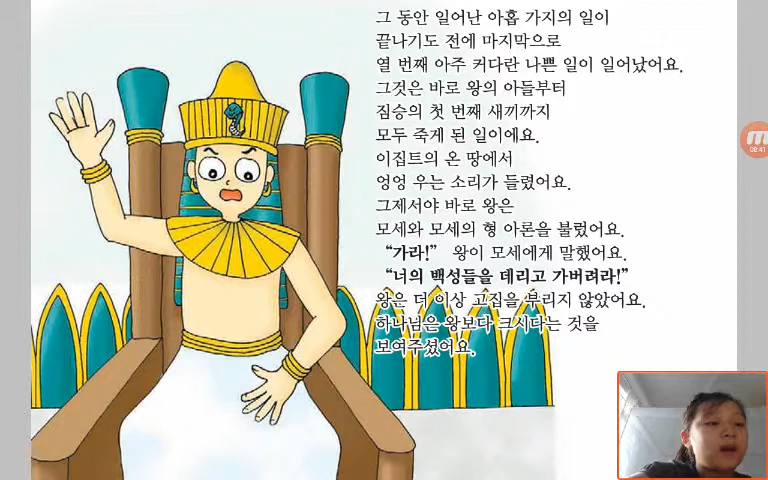 그 동안 일어난 아홉 가지의 일이
끝나기도 전에 마지막으로
열 번째 아주 커다란 나쁜 일이 일어났어요.
그것은 바로 왕의 아들부터
짐승의 첫 번째 새끼까지
모두 죽게 된 일이에요.
이집트의 온 땅에서
엉엉 우는 소리가 들렸어요.
그제서야 바로 왕은
모세와 모세의 형 아론을 불렀어요.
“가라!” 왕이 모세에게 말했어요.
“너의 백성들을 데리고 가버려라!”
왕은 더 이상 고집을 부리지 않았어요.
하나님은 왕보다 크시다는 것을
보여주셨어요.
M
08:41